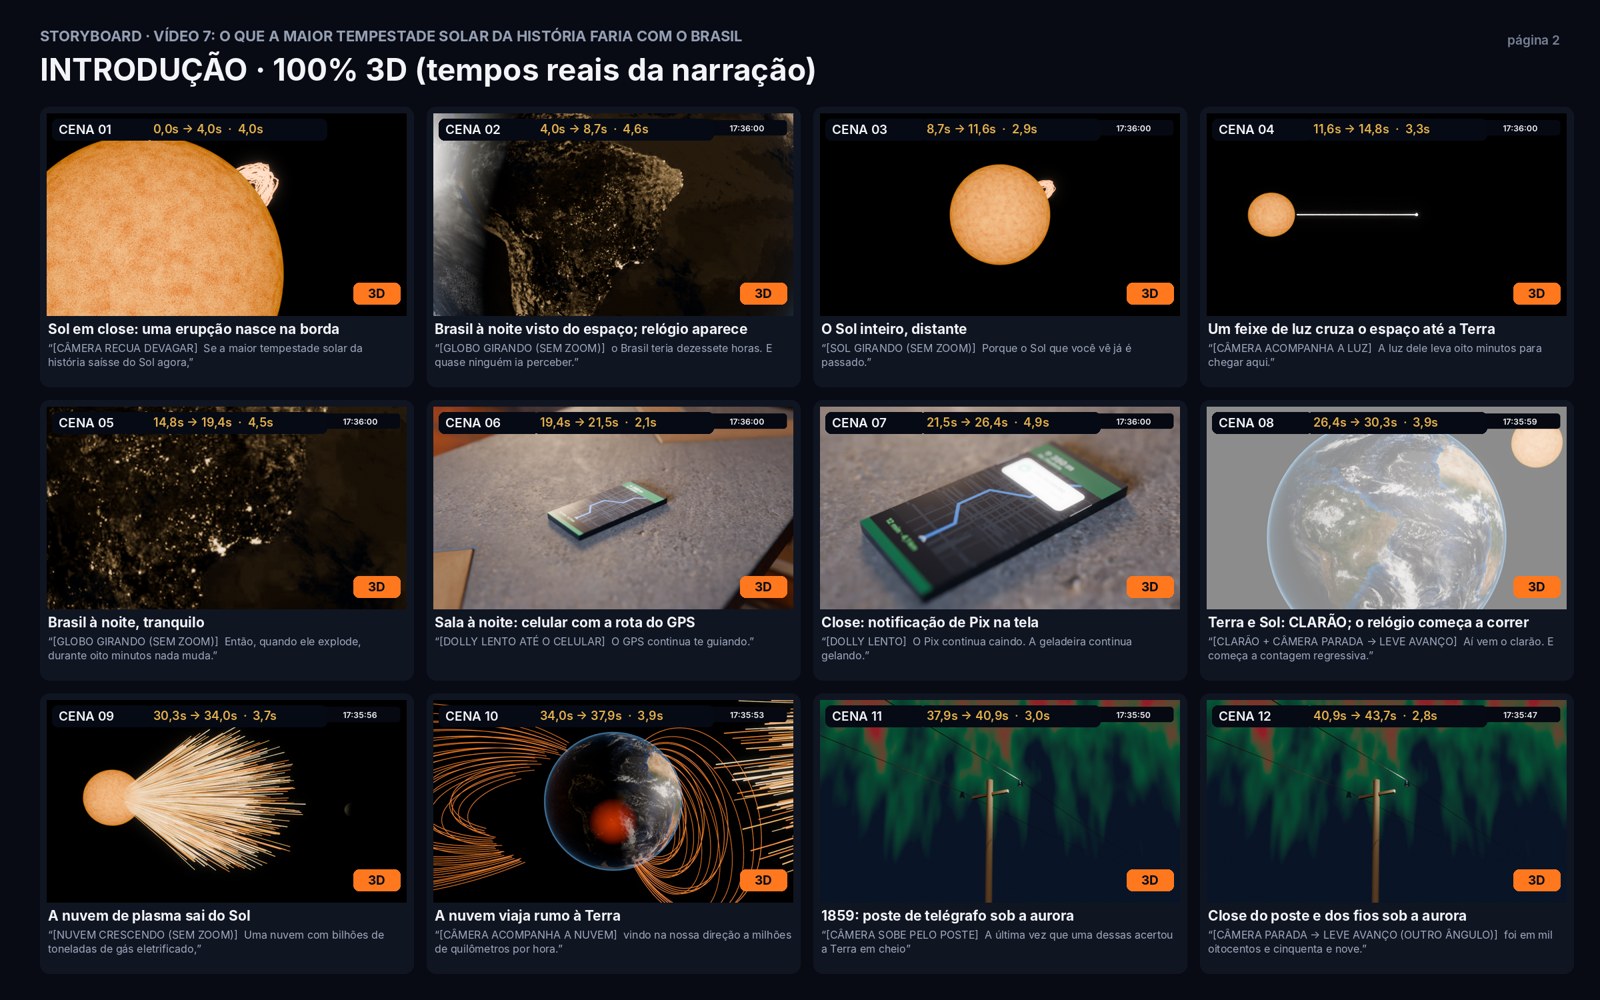 STORYBOARD · VÍDEO 7: O QUE A MAIOR TEMPESTADE SOLAR DA HISTÓRIA FARIA COM O BRASIL
página 2
INTRODUÇÃO · 100% 3D (tempos reais da narração)
CENA 01 0,0s → 4,0s · 4,0s
3D
Sol em close: uma erupção nasce na borda
“[CÂMERA RECUA DEVAGAR] Se a maior tempestade solar da
história saísse do Sol agora,”
CENA 02 4,0s → 8,7s · 4,6s 17:36:00
3D
Brasil à noite visto do espaço; relógio aparece
“[GLOBO GIRANDO (SEM ZOOM)] o Brasil teria dezessete horas. E
quase ninguém ia perceber.”
CENA 03 8,7s → 11,6s · 2,9s 17:36:00
3D
O Sol inteiro, distante
“[SOL GIRANDO (SEM ZOOM)] Porque o Sol que você vê já é
passado.”
CENA 04 11,6s → 14,8s · 3,3s 17:36:00
3D
Um feixe de luz cruza o espaço até a Terra
“[CÂMERA ACOMPANHA A LUZ] A luz dele leva oito minutos para
chegar aqui.”
CENA 05 14,8s → 19,4s · 4,5s 17:36:00
3D
Brasil à noite, tranquilo
“[GLOBO GIRANDO (SEM ZOOM)] Então, quando ele explode,
durante oito minutos nada muda.”
CENA 06 19,4s → 21,5s · 2,1s 17:36:00
3D
Sala à noite: celular com a rota do GPS
“[DOLLY LENTO ATÉ O CELULAR] O GPS continua te guiando.”
CENA 07 21,5s → 26,4s · 4,9s 17:36:00
3D
Close: notificação de Pix na tela
“[DOLLY LENTO] O Pix continua caindo. A geladeira continua
gelando.”
CENA 08 26,4s → 30,3s · 3,9s 17:35:59
3D
Terra e Sol: CLARÃO; o relógio começa a correr
“[CLARÃO + CÂMERA PARADA → LEVE AVANÇO] Aí vem o clarão. E
começa a contagem regressiva.”
CENA 09 30,3s → 34,0s · 3,7s 17:35:56
3D
A nuvem de plasma sai do Sol
“[NUVEM CRESCENDO (SEM ZOOM)] Uma nuvem com bilhões de
toneladas de gás eletrificado,”
CENA 10 34,0s → 37,9s · 3,9s 17:35:53
3D
A nuvem viaja rumo à Terra
“[CÂMERA ACOMPANHA A NUVEM] vindo na nossa direção a milhões
de quilômetros por hora.”
CENA 11 37,9s → 40,9s · 3,0s 17:35:50
3D
1859: poste de telégrafo sob a aurora
“[CÂMERA SOBE PELO POSTE] A última vez que uma dessas acertou
a Terra em cheio”
CENA 12 40,9s → 43,7s · 2,8s 17:35:47
3D
Close do poste e dos fios sob a aurora
“[CÂMERA PARADA → LEVE AVANÇO (OUTRO ÂNGULO)] foi em mil
oitocentos e cinquenta e nove.”